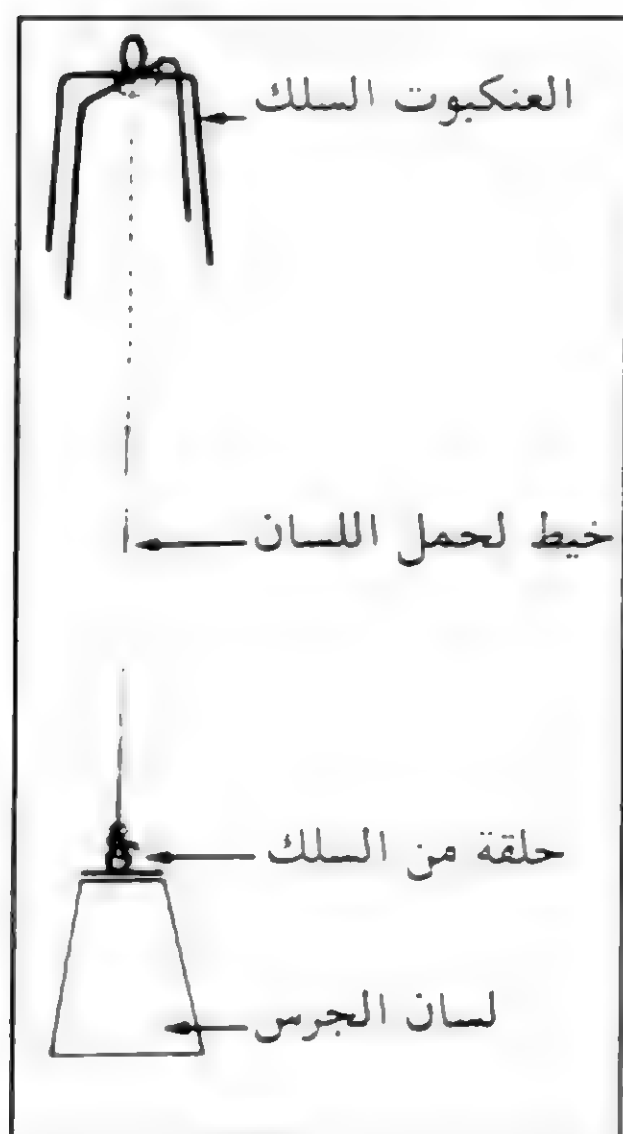 العنكبوت السلك
خيط لحمل اللسان
حلقة من السلك
لسان الجرس